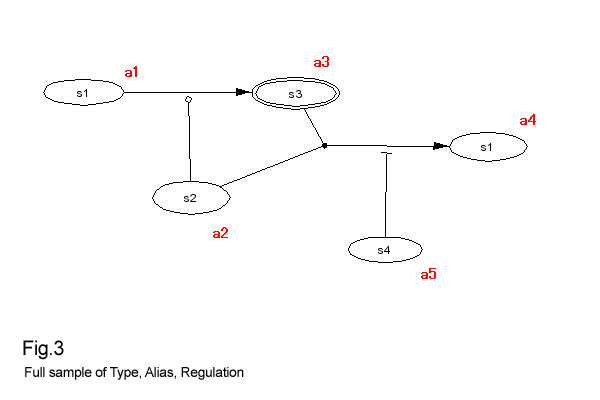 a1
a3
s1
s3
a4
s1
s2
a2
s4
a5
Fig.3
Full sample of Type, Alias, Regulation